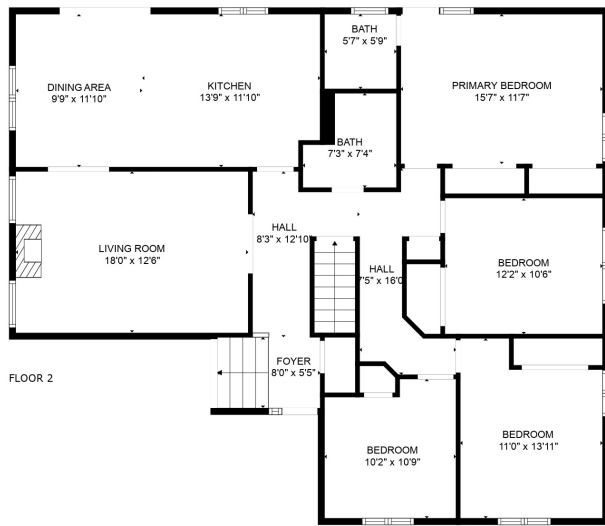 BATH
5'7" x 5'9"
DINING AREA
9'9" x 11'10"
KITCHEN
13'9" x 11'10"
PRIMARY BEDROOM
15'7" x 11'7"
BATH
7'3" x 7'4"
HALL
8'3" x 12'10"
LIVING ROOM
18'0" x 12'6"
HALL
7'5" x 16'0
BEDROOM
12'2" x 10'6"
FOYER
8'0" x 5'5"
FLOOR 2
BEDROOM
10'2" x 10'9"
BEDROOM
11'0" x 13'11"